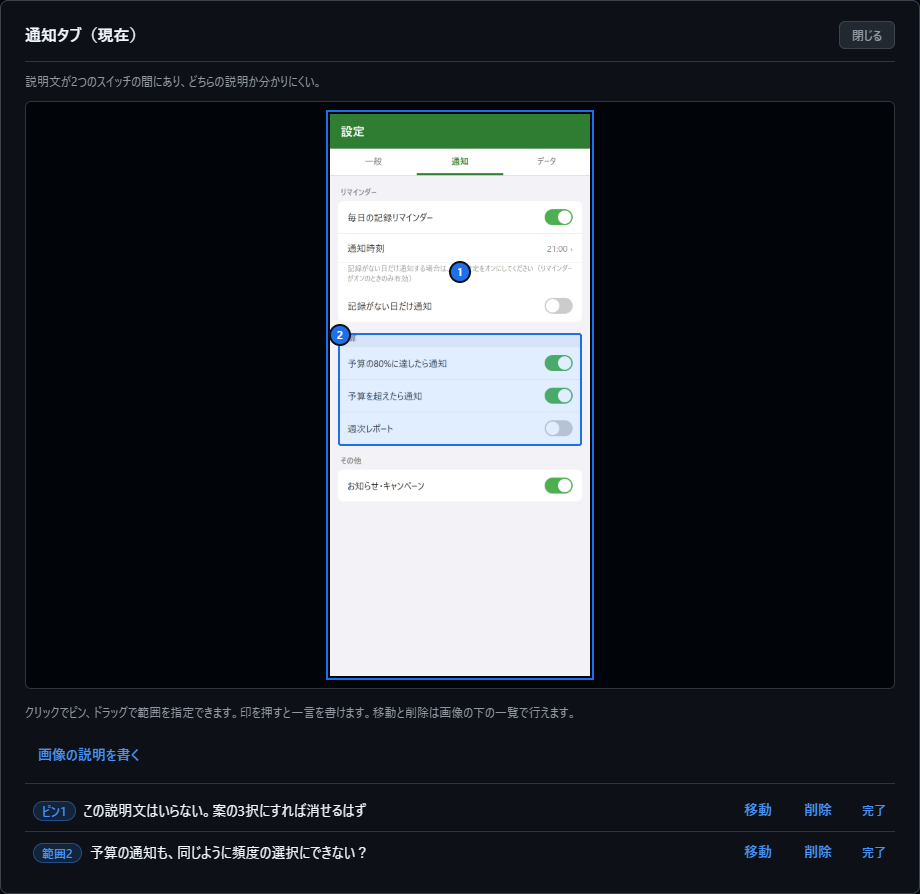 通知タブ（現在）
閉じる
説明文が2つのスイッチの間にあり、どちらの説明か分かりにくい。
設定
一般
通知
データ
リマインダー
毎日の記録リマインダー
通知時刻
21:00 ›
記録がない日だけ通知する場合は、
定をオンにしてください（リマインダー
1
がオンのときのみ有効）
記録がない日だけ通知
2
算
予算の80%に達したら通知
予算を超えたら通知
週次レポート
その他
お知らせ・キャンペーン
クリックでピン、ドラッグで範囲を指定できます。印を押すと一言を書けます。移動と削除は画像の下の一覧で行えます。
画像の説明を書く
ピン1 この説明文はいらない。案の3択にすれば消せるはず 移動 削除 完了
範囲2 予算の通知も、同じように頻度の選択にできない？ 移動 削除 完了